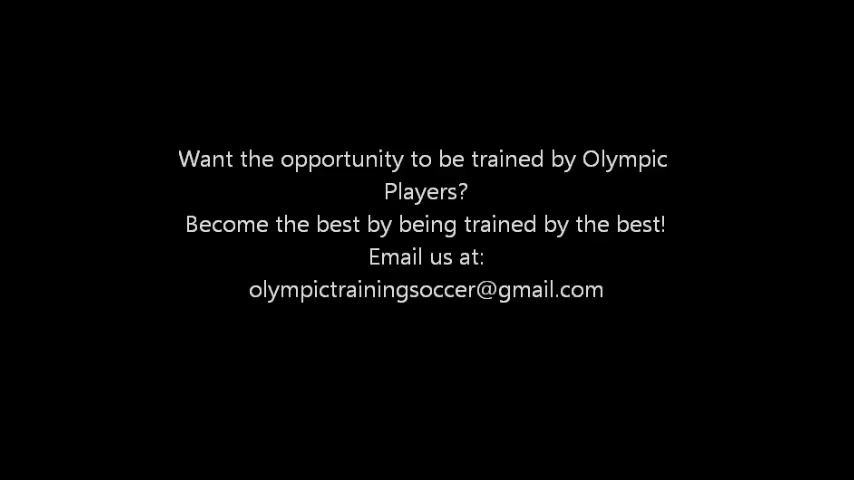 Want the opportunity to be trained by Olympic
Players?
Become the best by being trained by the best!
Email us at:
olympictrainingsoccer@gmail.com